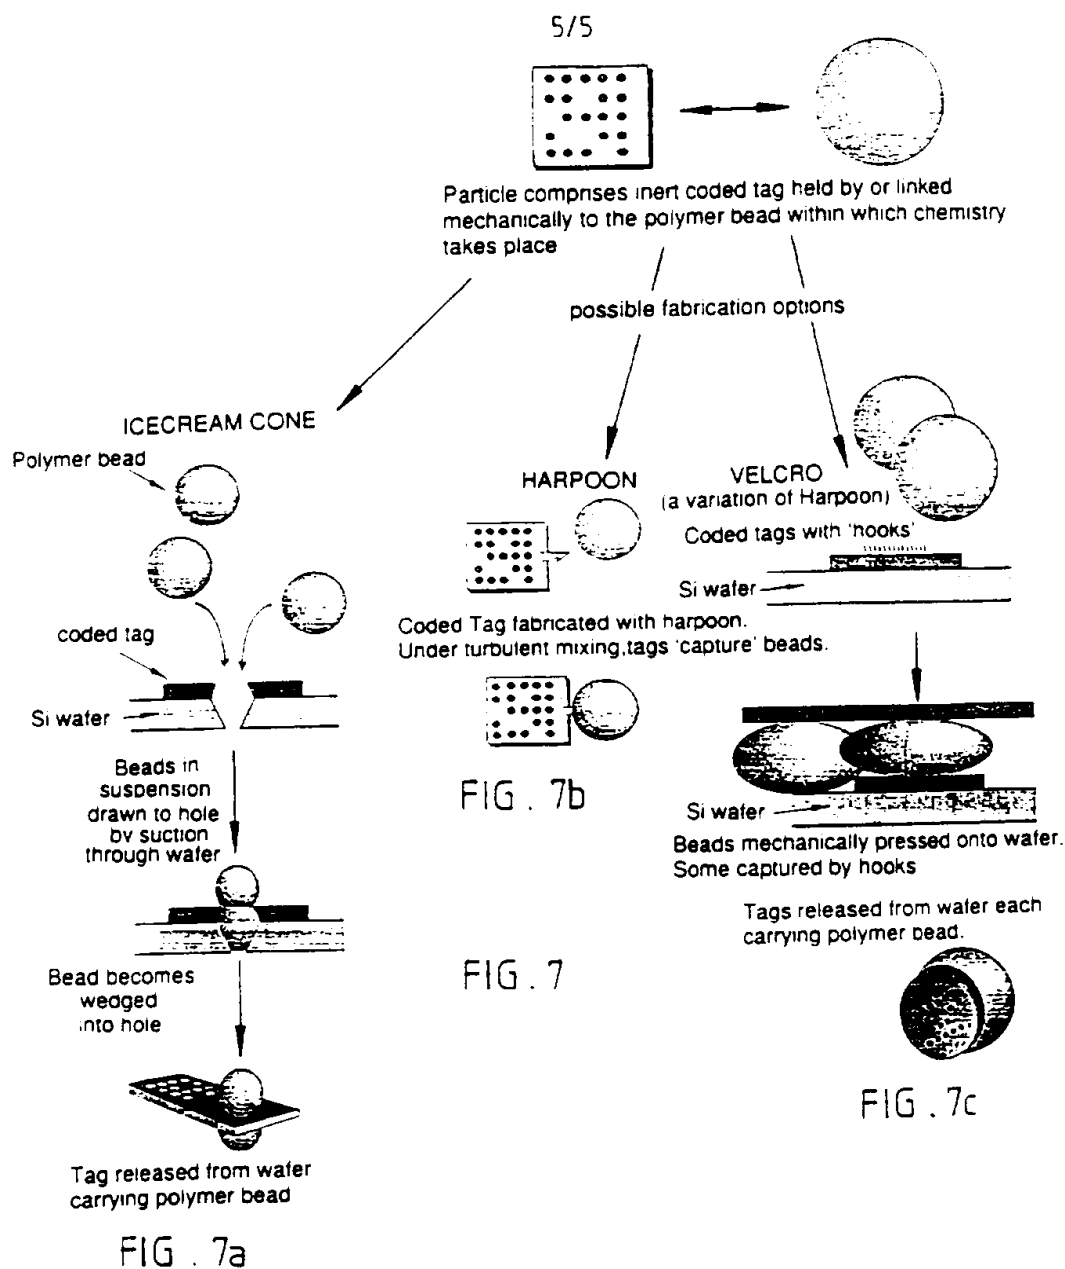 5/5
Particle comprises inert coded tag held by or linked
mechanically to the polymer bead within which chemistry
takes place
possible fabrication options
ICECREAM CONE
Polymer bead
coded tag
Si wafer
Beads in
suspension
drawn to hole
by suction
through wafer
Bead becomes
wedged
into hole
Tag released from wafer
carrying polymer bead
FIG . 7a
HARPOON
Coded Tag fabricated with harpoon.
Under turbulent mixing,tags 'capture' beads.
FIG . 7b
FIG . 7
VELCRO
(a variation of Harpoon)
Coded tags with 'hooks'
Si wafer
Si wafer
Beads mechanically pressed onto wafer.
Some captured by hooks
Tags released from wafer each
carrying polymer bead.
FIG . 7c